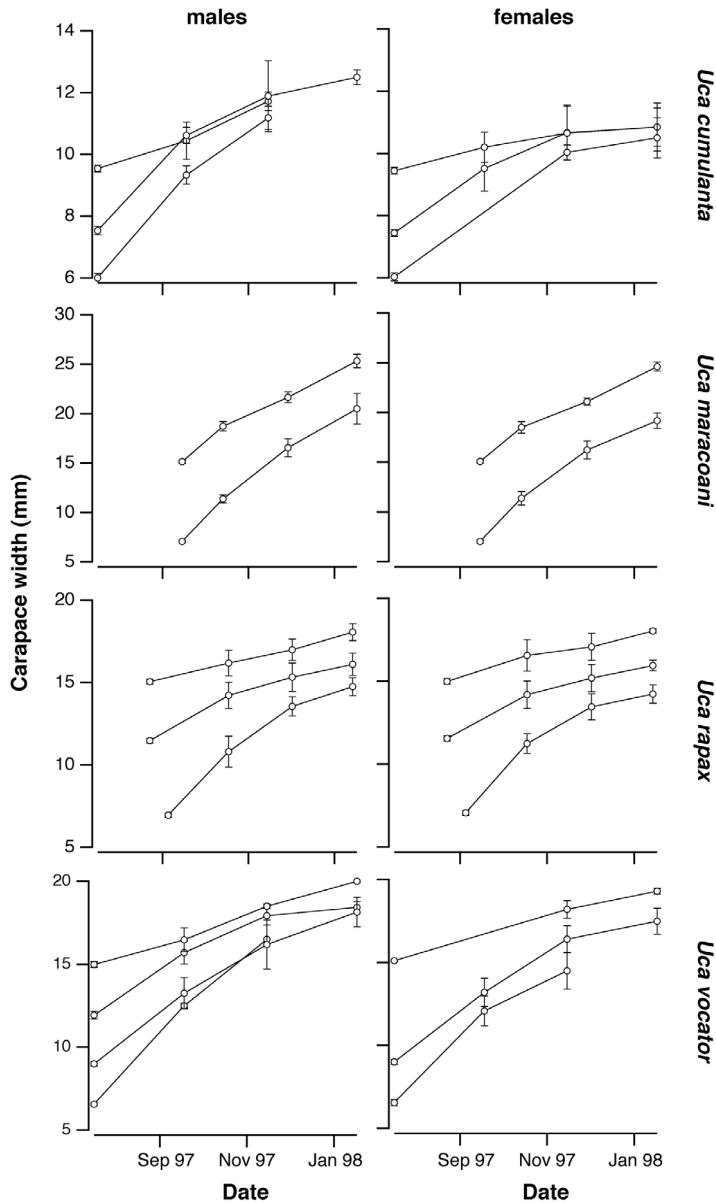 males females
14
12
10
8
6
Uca cumulanta
30
25
20
15
10
5
Uca maracoani
Carapace width (mm)
20
15
10
5
Uca rapax
20
15
10
5
Uca vocator
Sep 97 Nov 97 Jan 98 Sep 97 Nov 97 Jan 98
Date Date